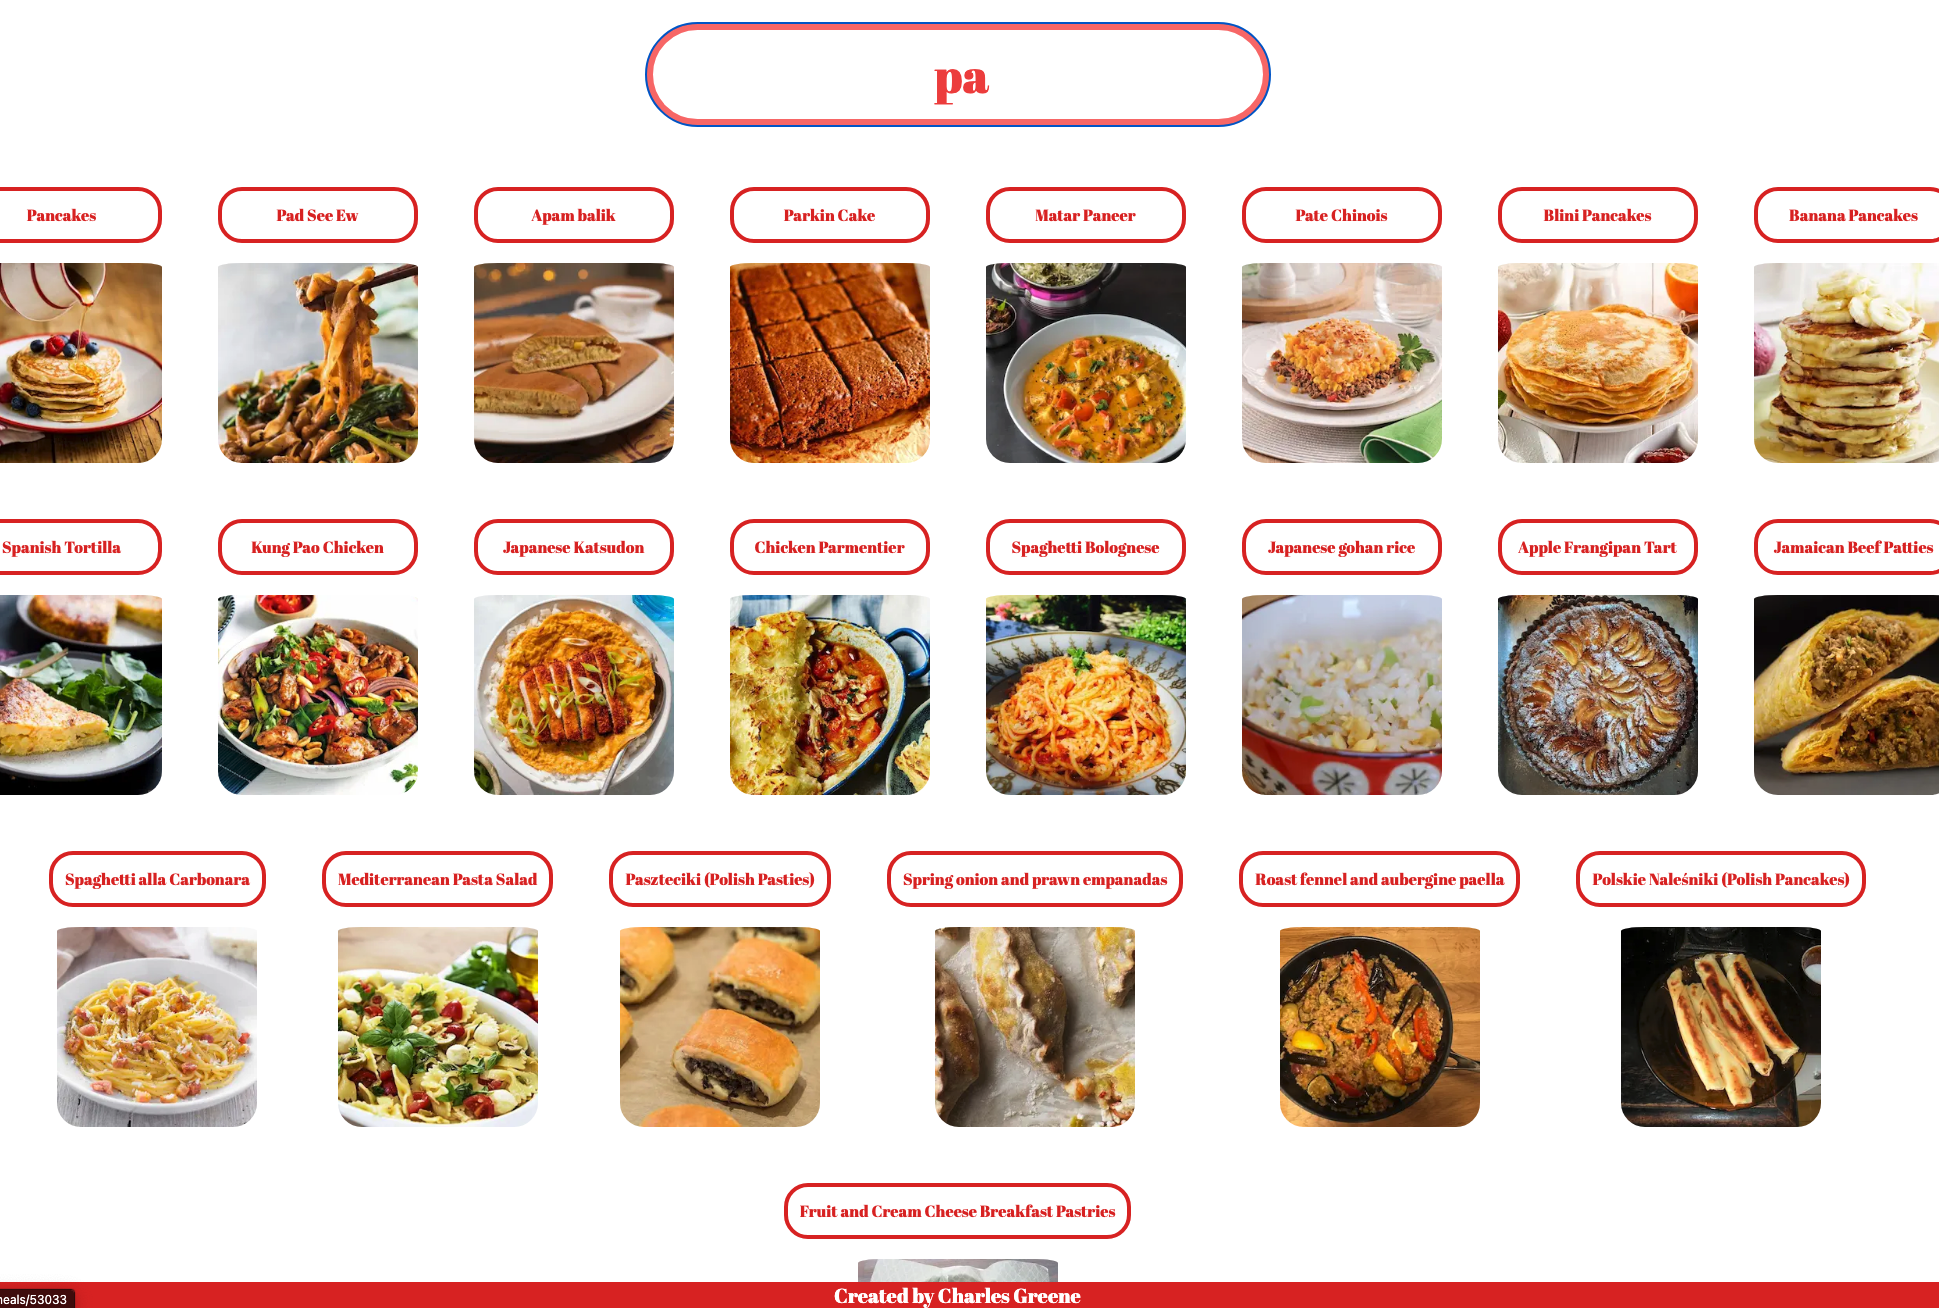 pa
Pancakes
Pad See Ew
Apam balik
Parkin Cake
Matar Paneer
Pate Chinois
Blini Pancakes
Banana Pancakes
Spanish Tortilla
Kung Pao Chicken
Japanese Katsudon
Chicken Parmentier
Spaghetti Bolognese
Japanese gohan rice
Apple Frangipan Tart
Jamaican Beef Patties
Spaghetti alla Carbonara
Mediterranean Pasta Salad
Paszteciki (Polish Pasties)
Spring onion and prawn empanadas
Roast fennel and aubergine paella
Polskie Naleśniki (Polish Pancakes)
Fruit and Cream Cheese Breakfast Pastries
Created by Charles Greene
eals/53033